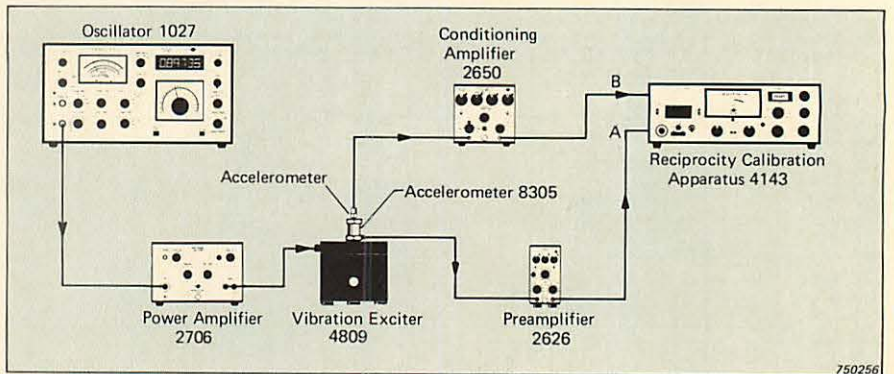 Oscillator 1027
Conditioning
Amplifier
2650
B
A
Reciprocity Calibration
Apparatus 4143
Accelerometer
Accelerometer 8305
Power Amplifier
2706
Vibration Exciter
4809
Preamplifier
2626
750256